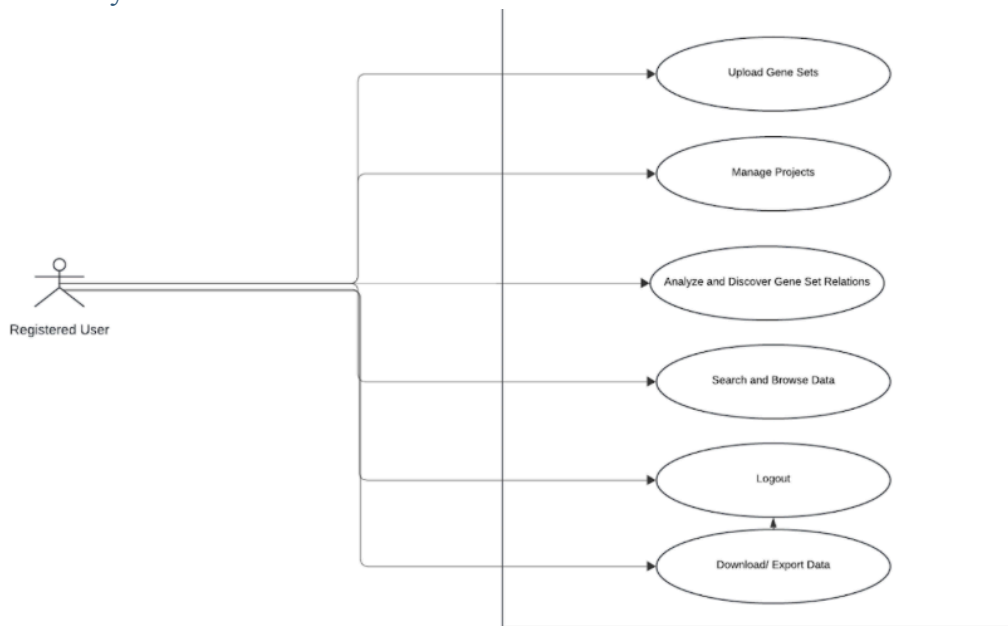 Upload Gene Sets
Manage Projects
Analyze and Discover Gene Set Relations
Registered User
Search and Browse Data
Logout
Download/ Export Data